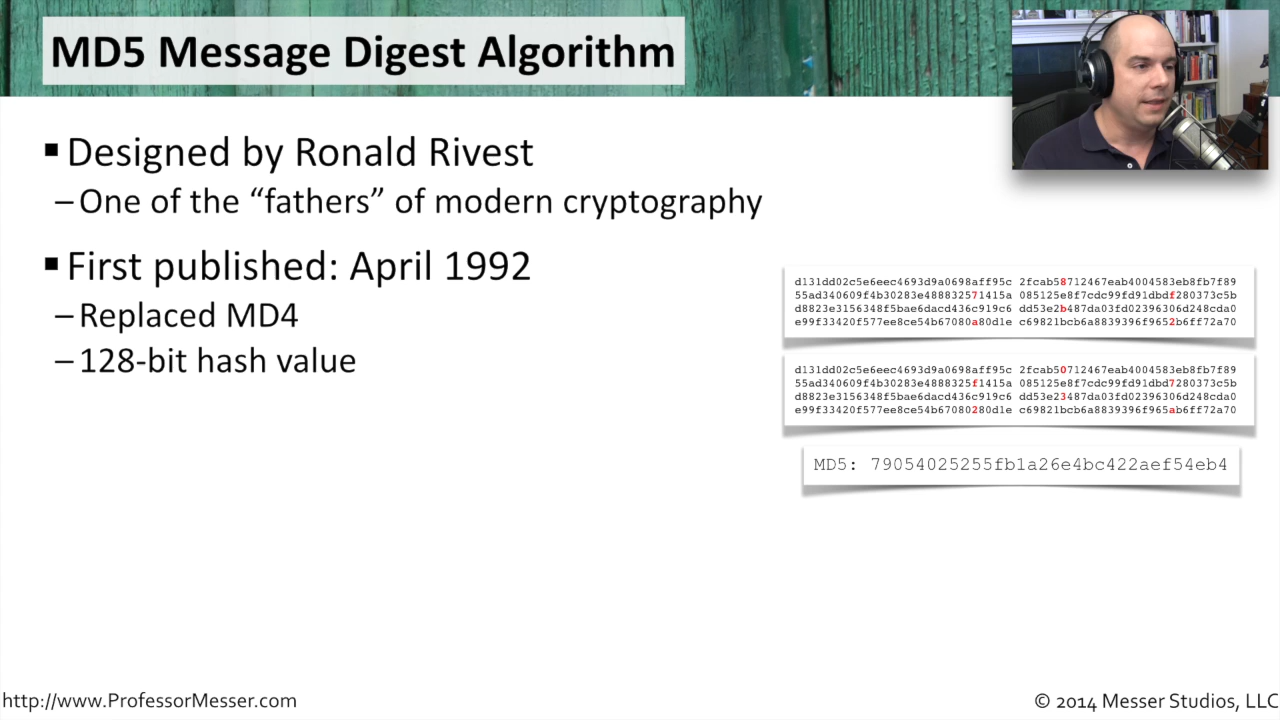 MD5 Message Digest Algorithm
▪ Designed by Ronald Rivest
– One of the “fathers” of modern cryptography
▪ First published: April 1992
– Replaced MD4
– 128-bit hash value
d131dd02c5e6eec4693d9a0698aff95c 2fcab58712467eab4004583eb8fb7f89
55ad340609f4b30283e488832571415a 085125e8f7cdc99fd91dbdf280373c5b
d8823e3156348f5bae6dacd436c919c6 dd53e2b487da03fd02396306d248cda0
e99f33420f577ee8ce54b67080a80d1e c69821bcb6a8839396f9652b6ff72a70
d131dd02c5e6eec4693d9a0698aff95c 2fcab50712467eab4004583eb8fb7f89
55ad340609f4b30283e4888325f1415a 085125e8f7cdc99fd91dbd7280373c5b
d8823e3156348f5bae6dacd436c919c6 dd53e23487da03fd02396306d248cda0
e99f33420f577ee8ce54b67080280d1e c69821bcb6a8839396f965ab6ff72a70
MD5: 79054025255fb1a26e4bc422aef54eb4
http://www.ProfessorMesser.com
© 2014 Messer Studios, LLC